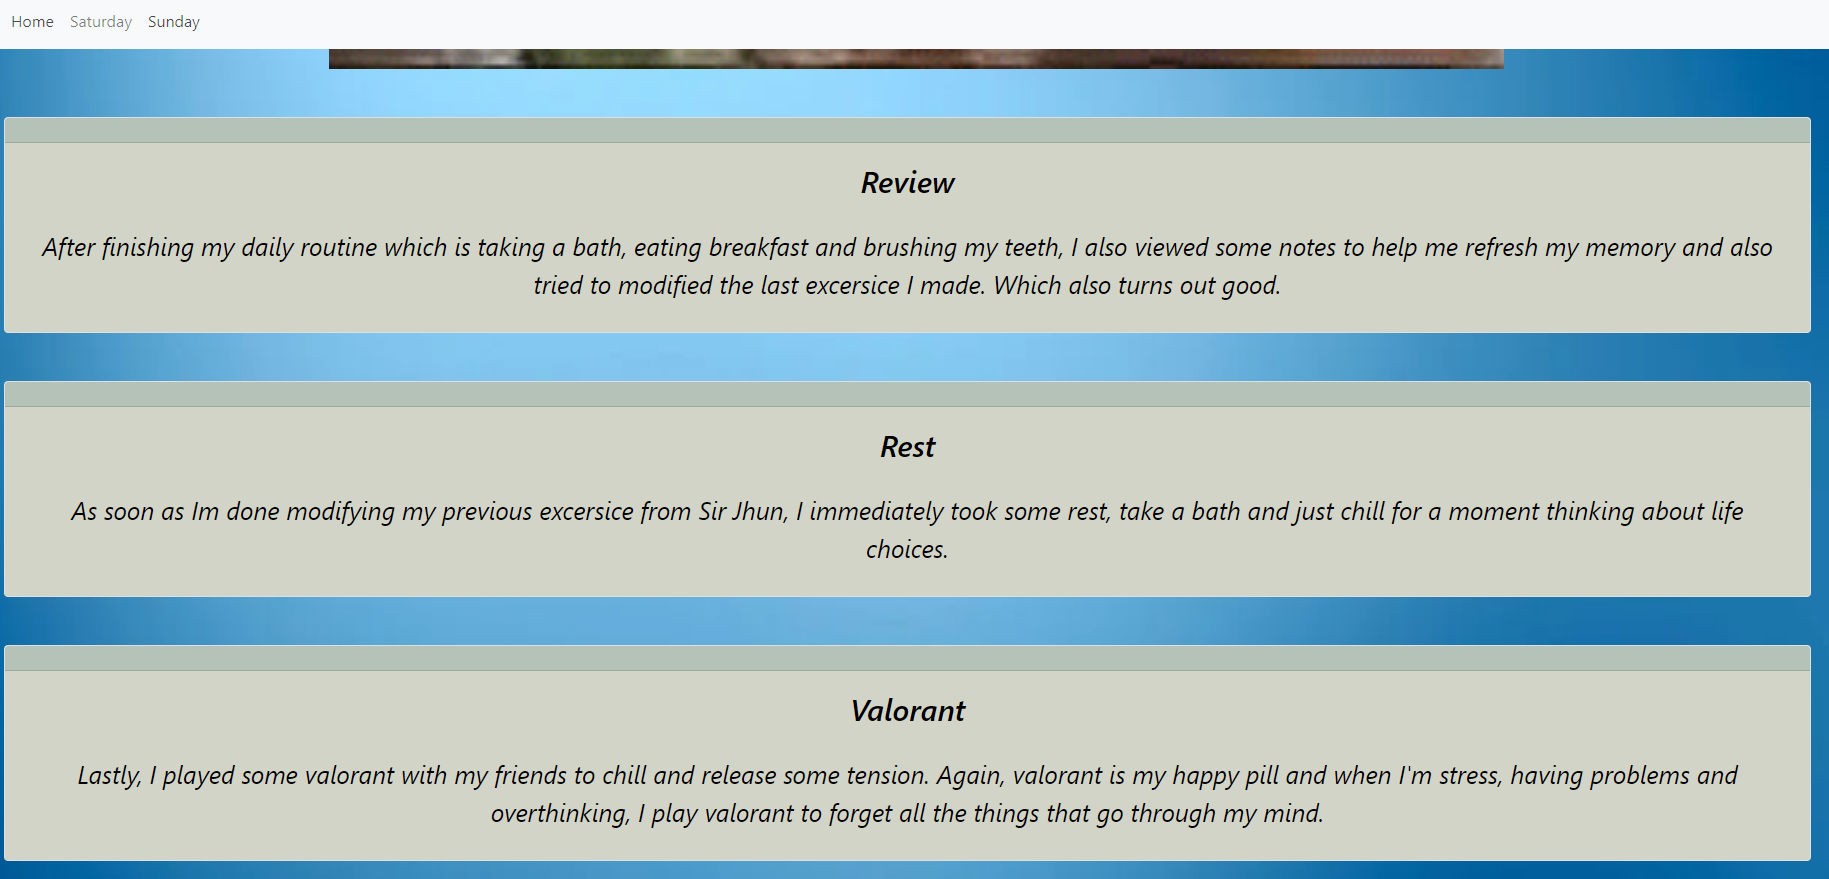 Home Saturday Sunday
Review
After finishing my daily routine which is taking a bath, eating breakfast and brushing my teeth, I also viewed some notes to help me refresh my memory and also
tried to modified the last excersice I made. Which also turns out good.
Rest
As soon as Im done modifying my previous excersice from Sir Jhun, I immediately took some rest, take a bath and just chill for a moment thinking about life
choices.
Valorant
Lastly, I played some valorant with my friends to chill and release some tension. Again, valorant is my happy pill and when I'm stress, having problems and
overthinking, I play valorant to forget all the things that go through my mind.